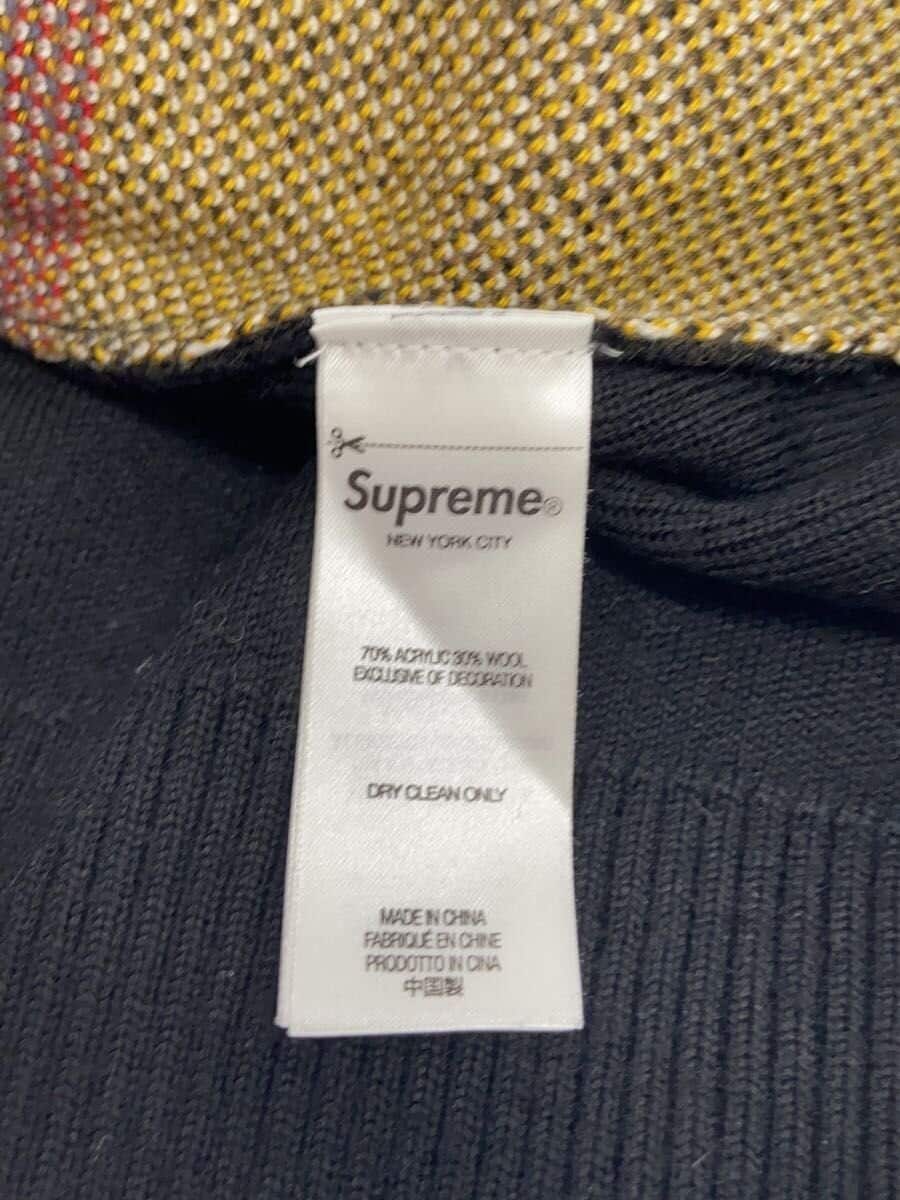 Supreme®
NEW YORK CITY
70% ACRYLIC 30% WOOL
EXCLUSIVE OF DECORATION
DRY CLEAN ONLY
MADE IN CHINA
FABRIQUÉ EN CHINE
PRODOTTO IN CINA
中国製